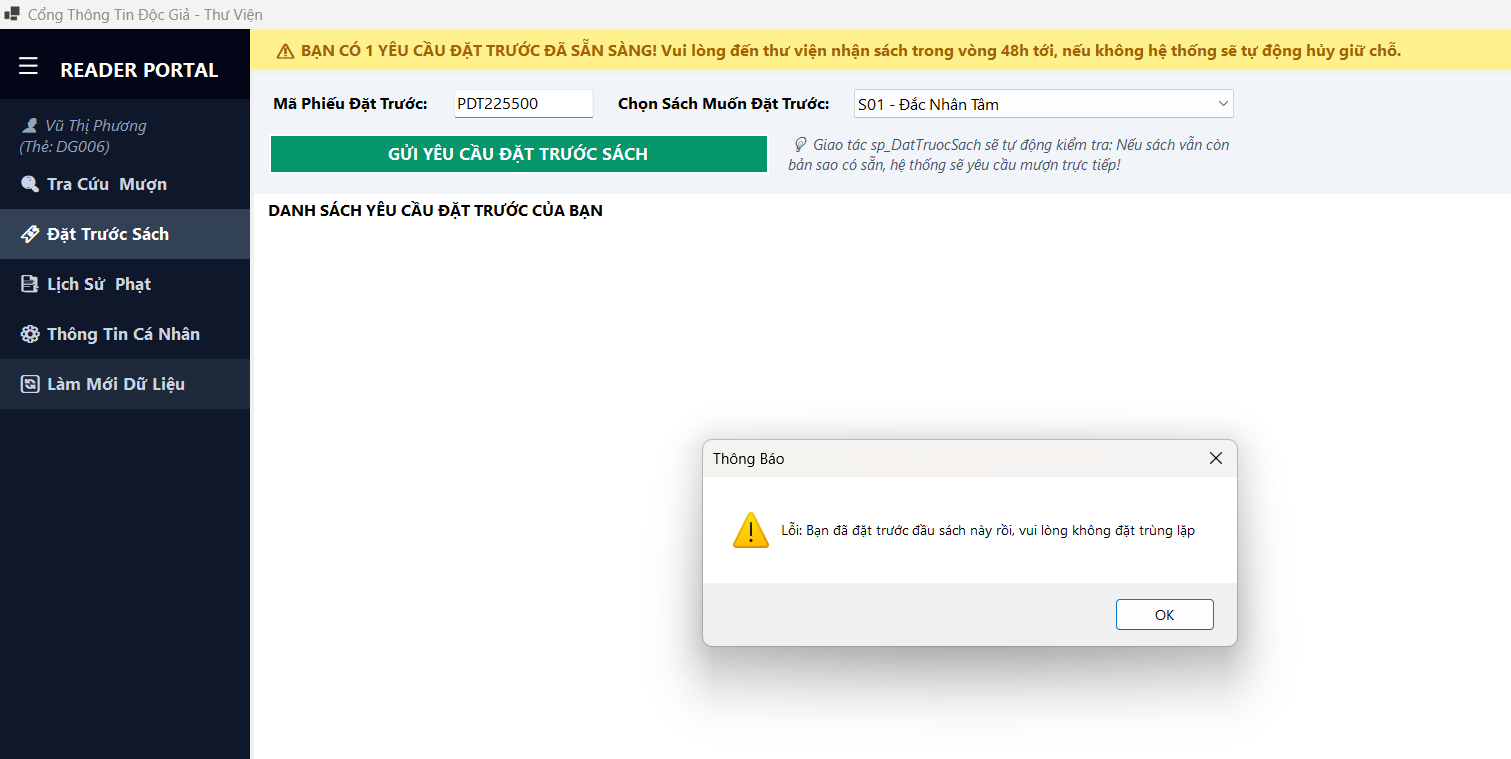 Cổng Thông Tin Độc Giả - Thư Viện
READER PORTAL
Vũ Thị Phương
(Thẻ: DG006)
Tra Cứu Mượn
Đặt Trước Sách
Lịch Sử Phạt
Thông Tin Cá Nhân
Làm Mới Dữ Liệu
BẠN CÓ 1 YÊU CẦU ĐẶT TRƯỚC ĐÃ SẴN SÀNG! Vui lòng đến thư viện nhận sách trong vòng 48h tới, nếu không hệ thống sẽ tự động hủy giữ chỗ.
Mã Phiếu Đặt Trước: PDT225500 Chọn Sách Muốn Đặt Trước: S01 - Đắc Nhân Tâm
GỬI YÊU CẦU ĐẶT TRƯỚC SÁCH
Giao tác sp_DatTruocSach sẽ tự động kiểm tra: Nếu sách vẫn còn
bản sao có sẵn, hệ thống sẽ yêu cầu mượn trực tiếp!
DANH SÁCH YÊU CẦU ĐẶT TRƯỚC CỦA BẠN
Thông Báo
Lỗi: Bạn đã đặt trước đầu sách này rồi, vui lòng không đặt trùng lặp
OK